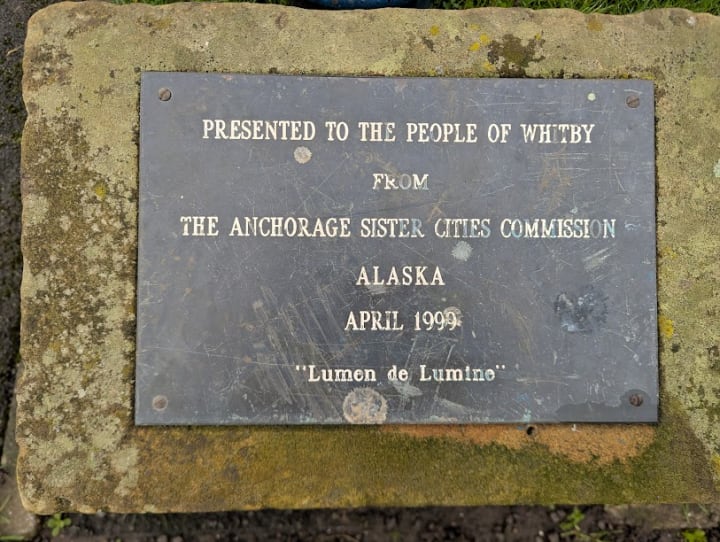 PRESENTED TO THE PEOPLE OF WHITBY
FROM
THE ANCHORAGE SISTER CITIES COMMISSION
ALASKA
APRIL 1999
"Lumen de Lumine"